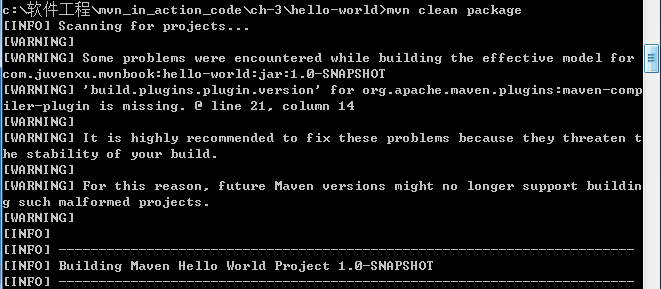 c:\软件工程\mvn_in_action_code\ch-3\hello-world>mvn clean package
[INFO] Scanning for projects...
[WARNING]
[WARNING] Some problems were encountered while building the effective model for
com.juvenxu.mvnbook:hello-world:jar:1.0-SNAPSHOT
[WARNING] 'build.plugins.plugin.version' for org.apache.maven.plugins:maven-comp
iler-plugin is missing. @ line 21, column 14
[WARNING]
[WARNING] It is highly recommended to fix these problems because they threaten t
he stability of your build.
[WARNING]
[WARNING] For this reason, future Maven versions might no longer support buildin
g such malformed projects.
[WARNING]
[INFO]
[INFO] ------------------------------------------------------------------------
[INFO] Building Maven Hello World Project 1.0-SNAPSHOT
[INFO] ------------------------------------------------------------------------